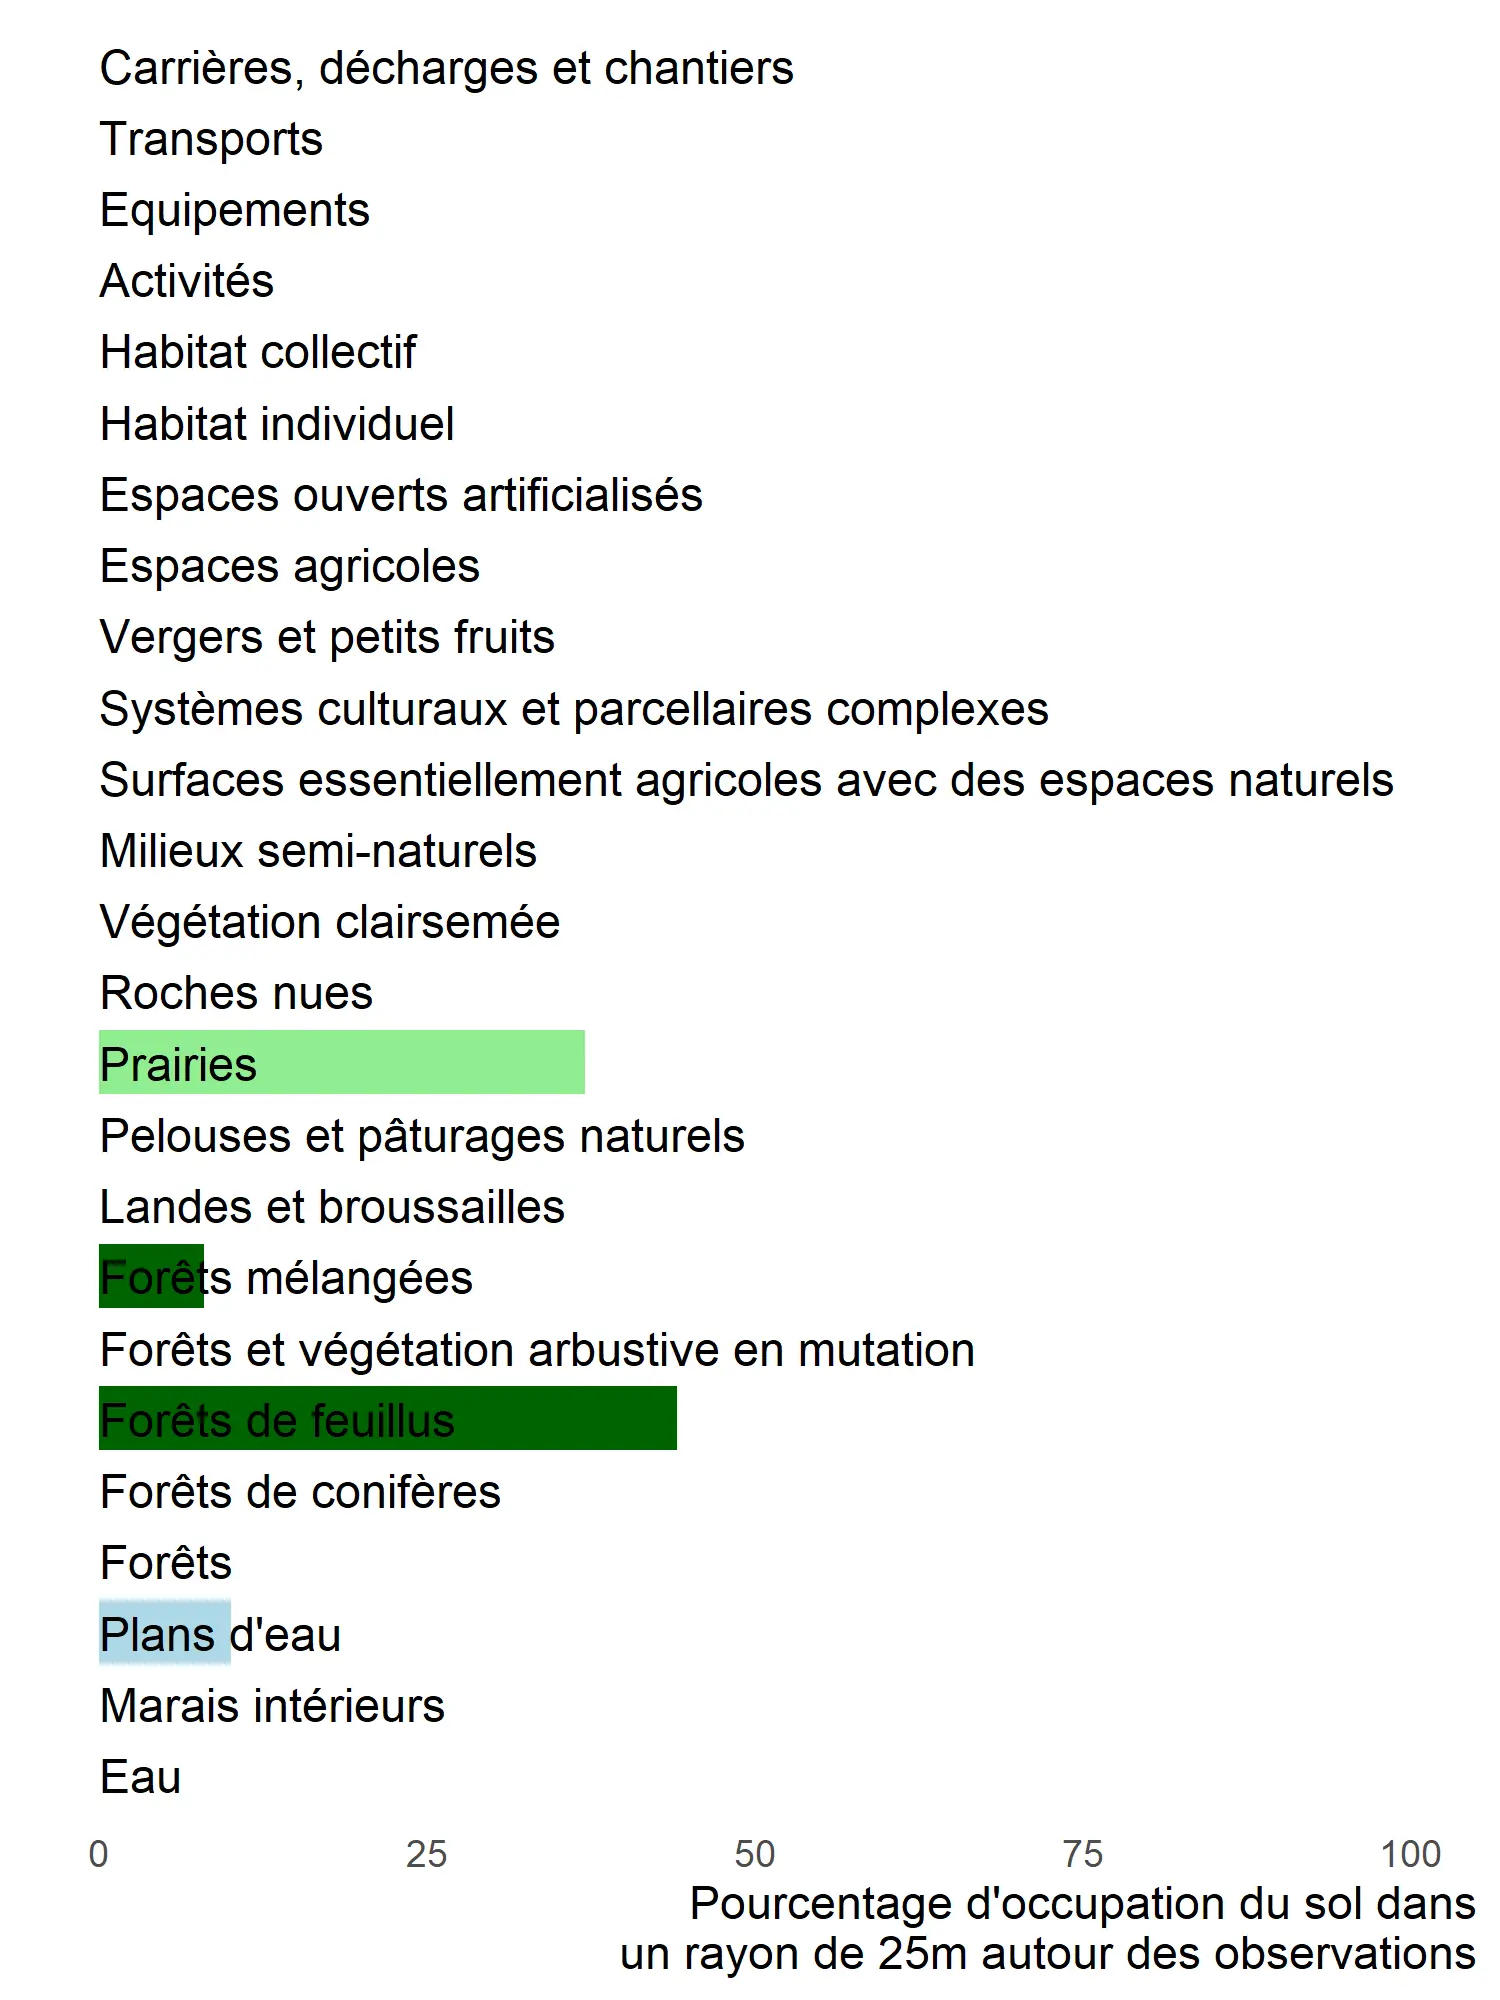 Carrières, décharges et chantiers
Transports
Equipements
Activités
Habitat collectif
Habitat individuel
Espaces ouverts artificialisés
Espaces agricoles
Vergers et petits fruits
Systèmes culturaux et parcellaires complexes
Surfaces essentiellement agricoles avec des espaces naturels
Milieux semi-naturels
Végétation clairsemée
Roches nues
Prairies
Pelouses et pâturages naturels
Landes et broussailles
Forêts mélangées
Forêts et végétation arbustive en mutation
Forêts de feuillus
Forêts de conifères
Forêts
Plans d'eau
Marais intérieurs
Eau
0 25 50 75 100
Pourcentage d'occupation du sol dans
un rayon de 25m autour des observations